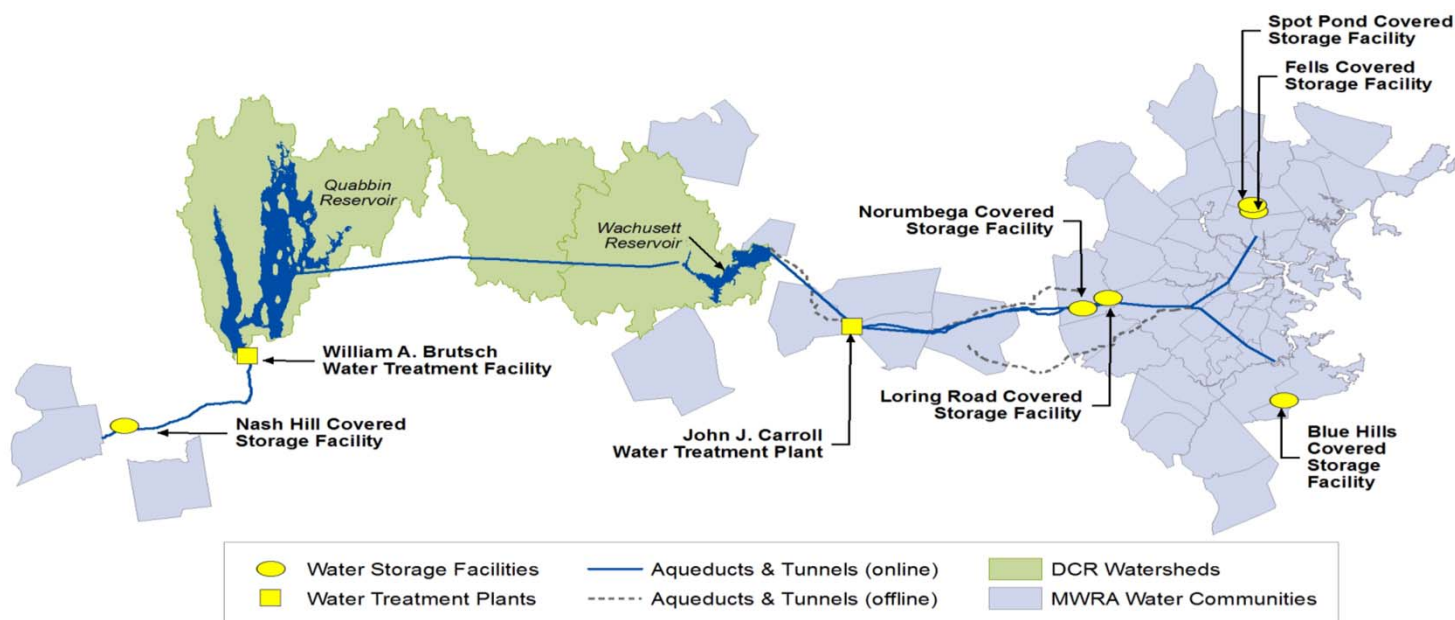 Spot Pond Covered
Storage Facility
Fells Covered
Storage Facility
Quabbin
Reservoir
Wachusett
Reservoir
Norumbega Covered
Storage Facility
William A. Brutsch
Water Treatment Facility
Nash Hill Covered
Storage Facility
Loring Road Covered
Storage Facility
John J. Carroll
Water Treatment Plant
Blue Hills
Covered
Storage
Facility
Water Storage Facilities
Aqueducts & Tunnels (online)
DCR Watersheds
Water Treatment Plants
Aqueducts & Tunnels (offline)
MWRA Water Communities